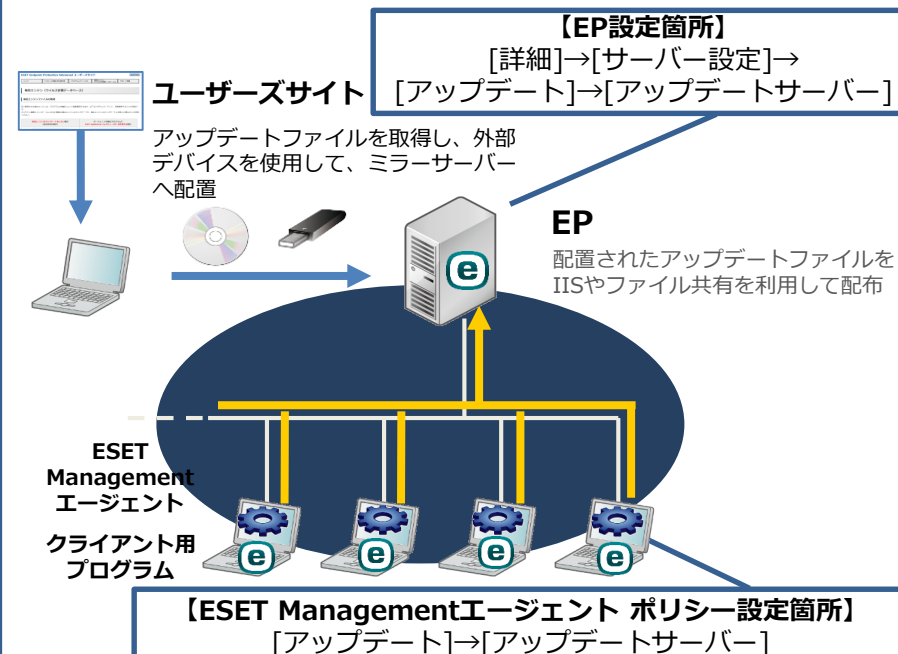 【EP設定箇所】
[詳細]→[サーバー設定]→
[アップデート]→[アップデートサーバー]
ユーザーズサイト
アップデートファイルを取得し、外部
デバイスを使用して、ミラーサーバー
へ配置
EP
配置されたアップデートファイルを
IISやファイル共有を利用して配布
e
ESET
Management
エージェント
クライアント用
プログラム
e
e
e
e
【ESET Managementエージェント ポリシー設定箇所】
[アップデート]→[アップデートサーバー]